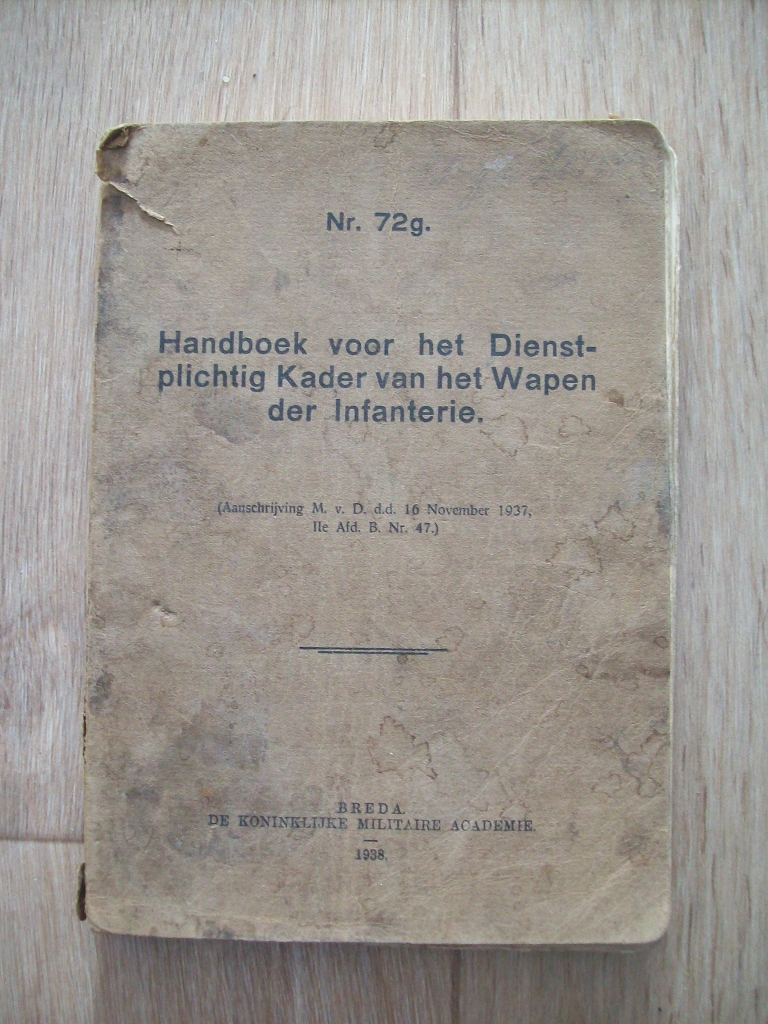 Nr. 72g.
Handboek voor het Dienst-
plichtig Kader van het Wapen
der Infanterie.
(Aanschrijving M. v. D. d.d. 16 November 1937,
IIe Afd. B. Nr. 47.)
BREDA.
DE KONINKLIJKE MILITAIRE ACADEMIE.
1938.